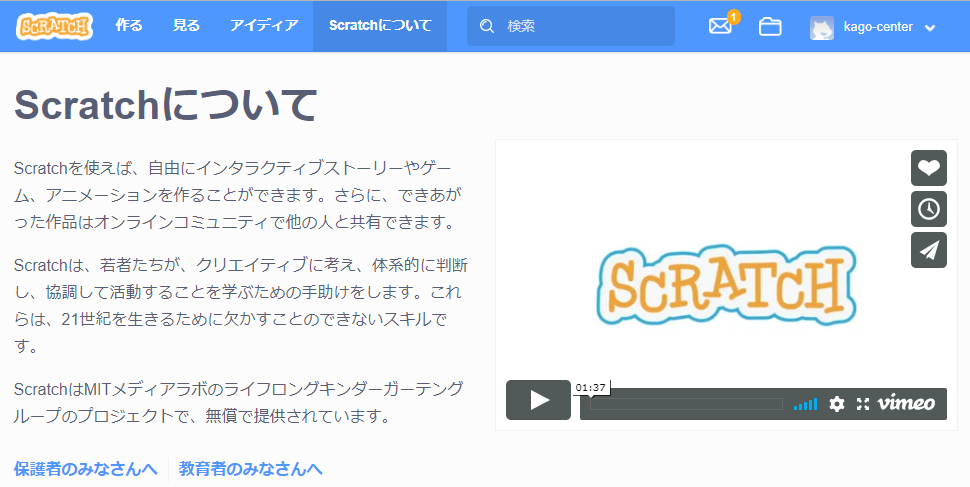 SCRATCH 作る 見る アイディア Scratchについて 検索 1 kago-center
Scratchについて
Scratchを使えば、自由にインタラクティブストーリーやゲー
ム、アニメーションを作ることができます。さらに、できあが
った作品はオンラインコミュニティで他の人と共有できます。
Scratchは、若者たちが、クリエイティブに考え、体系的に判断
し、協調して活動することを学ぶための手助けをします。これ
らは、21世紀を生きるために欠かすことのできないスキルで
す。
ScratchはMITメディアラボのライフロングキンダーガーテング
ループのプロジェクトで、無償で提供されています。
保護者のみなさんへ 教育者のみなさんへ
SCRATCH
01:37
vimeo